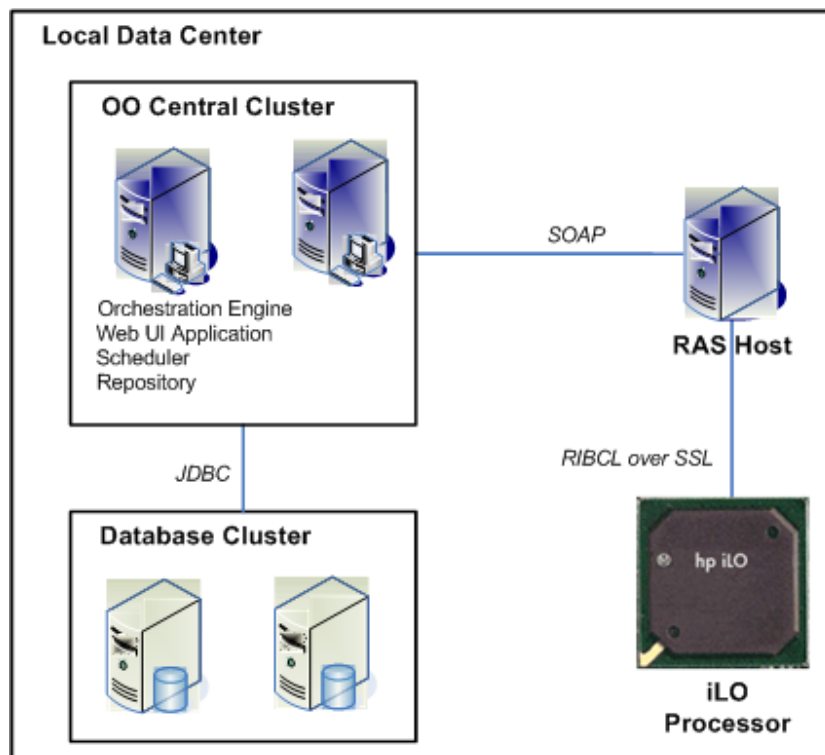 Local Data Center
OO Central Cluster
Orchestration Engine
Web UI Application
Scheduler
Repository
SOAP
RAS Host
JDBC
RIBCL over SSL
Database Cluster
hp iLO
iLO
Processor